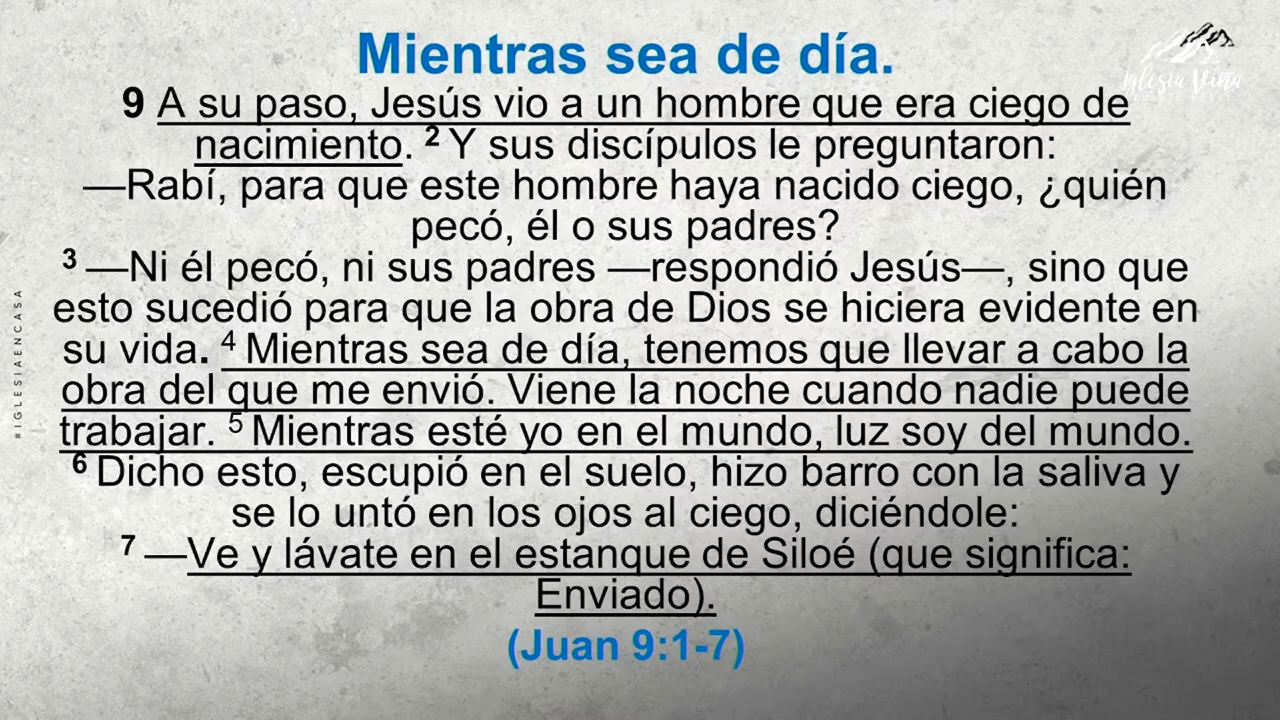 Mientras sea de día.
9 A su paso, Jesús vio a un hombre que era ciego de
nacimiento. 2 Y sus discípulos le preguntaron:
—Rabí, para que este hombre haya nacido ciego, ¿quién
pecó, él o sus padres?
3 —Ni él pecó, ni sus padres —respondió Jesús—, sino que
esto sucedió para que la obra de Dios se hiciera evidente en
su vida. 4 Mientras sea de día, tenemos que llevar a cabo la
obra del que me envió. Viene la noche cuando nadie puede
trabajar. 5 Mientras esté yo en el mundo, luz soy del mundo.
6 Dicho esto, escupió en el suelo, hizo barro con la saliva y
se lo untó en los ojos al ciego, diciéndole:
7 —Ve y lávate en el estanque de Siloé (que significa:
Enviado).
(Juan 9:1-7)
#IGLESIAENCASA
Iglesia Viña